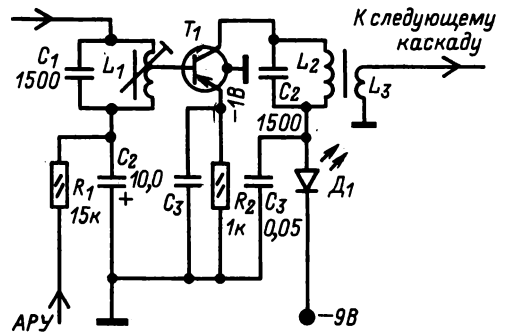 К следующему
каскаду
C1
1500
L1
T1
–1В
C2
1500
L2
L3
R1
15к
C2
10,0
+
C3
R2
1к
C3
0,05
Д1
АРУ
–9В